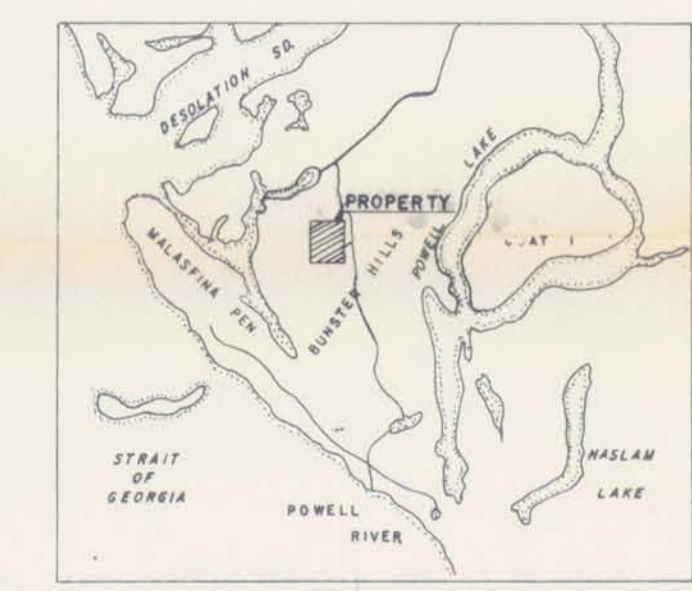 DESOLATION SD.
LAKE
PROPERTY
POWELL
MALASPINA PEN
BUNSTER HILLS
STRAIT
OF
GEORGIA
HASLAM
LAKE
POWELL
RIVER